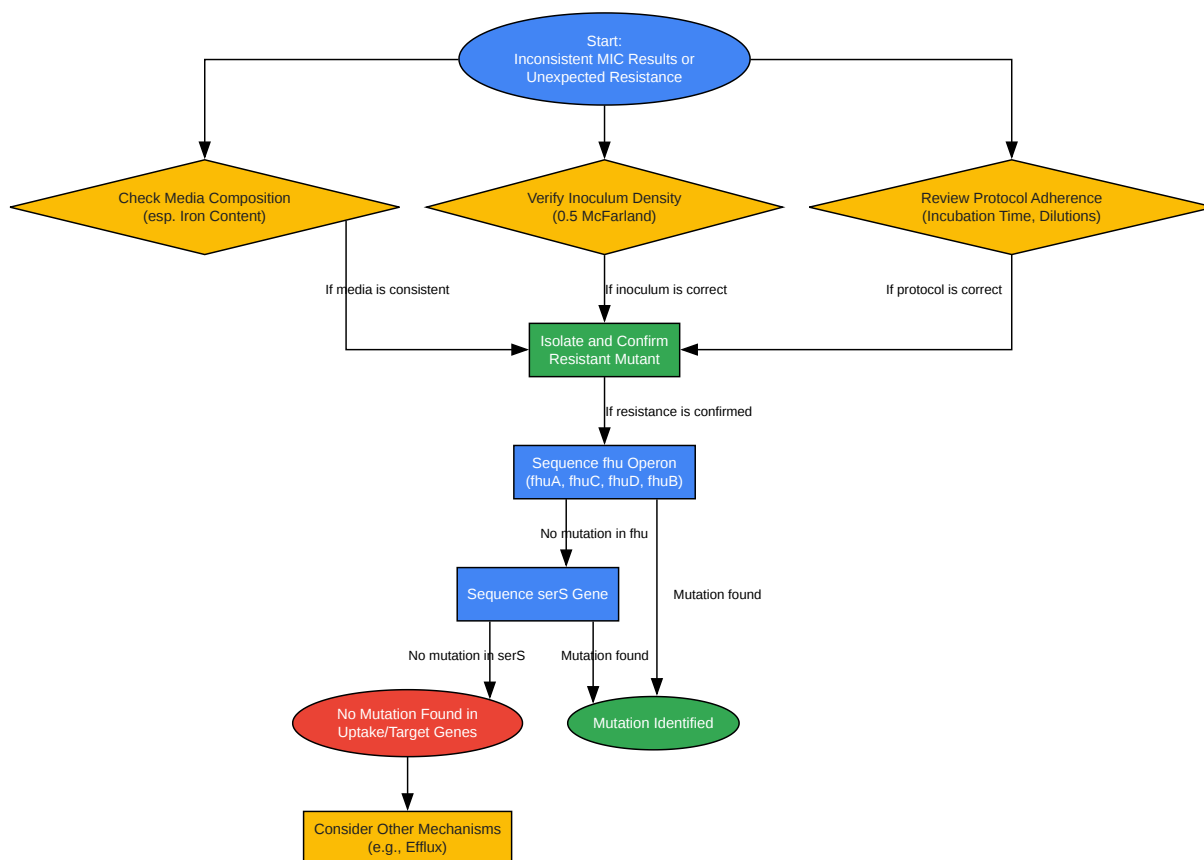 Start:
Inconsistent MIC Results or
Unexpected Resistance
Check Media Composition
(esp. Iron Content)
Verify Inoculum Density
(0.5 McFarland)
Review Protocol Adherence
(Incubation Time, Dilutions)
If media is consistent
If inoculum is correct
If protocol is correct
Isolate and Confirm
Resistant Mutant
If resistance is confirmed
Sequence fhu Operon
(fhuA, fhuC, fhuD, fhuB)
No mutation in fhu
Sequence serS Gene
Mutation found
No mutation in serS
Mutation found
No Mutation Found in
Uptake/Target Genes
Mutation Identified
Consider Other Mechanisms
(e.g., Efflux)